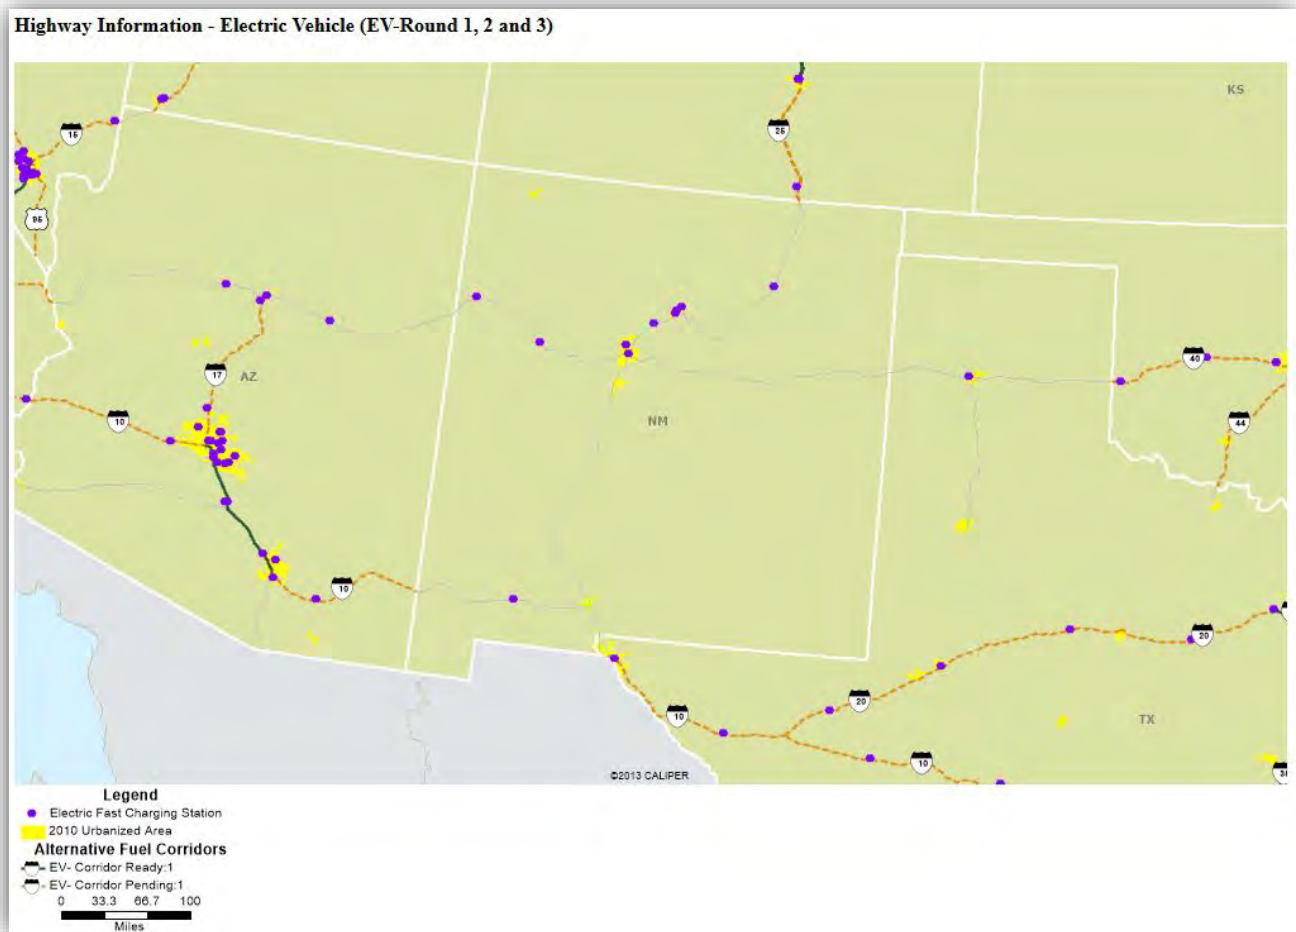 Highway Information - Electric Vehicle (EV-Round 1, 2 and 3)
KS
15
25
95
40
17
AZ
10
NM
44
10
20
20
10
TX
10
©2013 CALIPER
Legend
Electric Fast Charging Station
2010 Urbanized Area
Alternative Fuel Corridors
EV- Corridor Ready:1
EV- Corridor Pending:1
0 33.3 66.7 100
Miles